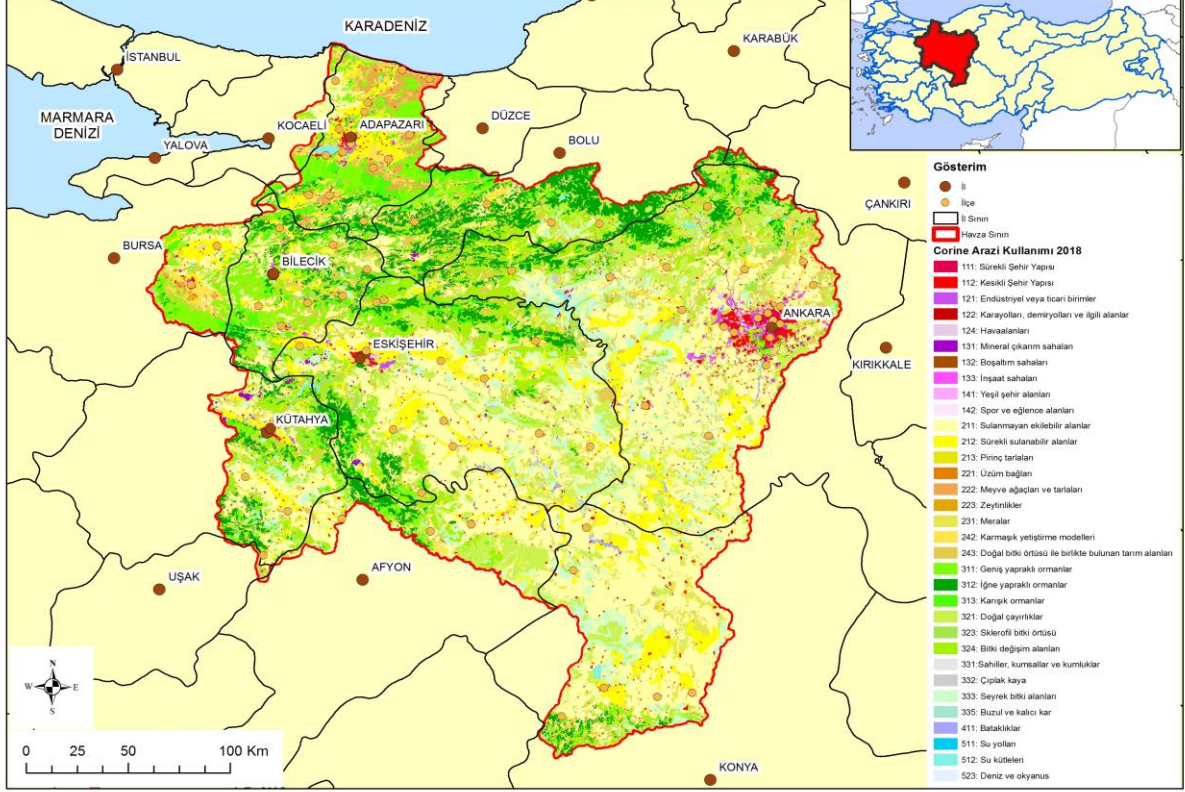 KARADENİZ
KARABÜK
İSTANBUL
MARMARA
DENİZİ
KOCAELİ
ADAPAZARI
DÜZCE
BOLU
YALOVA
ÇANKIRI
BURSA
BİLECİK
ANKARA
ESKİŞEHİR
KIRIKKALE
KÜTAHYA
UŞAK
AFYON
KONYA
N
W
E
S
0 25 50 100 Km
Gösterim
İl
İlçe
İl Sınırı
Havza Sınırı
Corine Arazi Kullanımı 2018
111: Sürekli Şehir Yapısı
112: Kesikli Şehir Yapısı
121: Endüstriyel veya ticari birimler
122: Karayolları, demiryolları ve ilgili alanlar
124: Havaalanları
131: Mineral çıkarım sahaları
132: Boşaltım sahaları
133: İnşaat sahaları
141: Yeşil şehir alanları
142: Spor ve eğlence alanları
211: Sulanmayan ekilebilir alanlar
212: Sürekli sulanabilir alanlar
213: Pirinç tarlaları
221: Üzüm bağları
222: Meyve ağaçları ve tarlaları
223: Zeytinlikler
231: Meralar
242: Karmaşık yetiştirme modelleri
243: Doğal bitki örtüsü ile birlikte bulunan tarım alanları
311: Geniş yapraklı ormanlar
312: İğne yapraklı ormanlar
313: Karışık ormanlar
321: Doğal çayırlıklar
323: Sklerofil bitki örtüsü
324: Bitki değişim alanları
331:Sahiller, kumsallar ve kumluklar
332: Çıplak kaya
333: Seyrek bitki alanları
335: Buzul ve kalıcı kar
411: Bataklıklar
511: Su yolları
512: Su kütleleri
523: Deniz ve okyanus